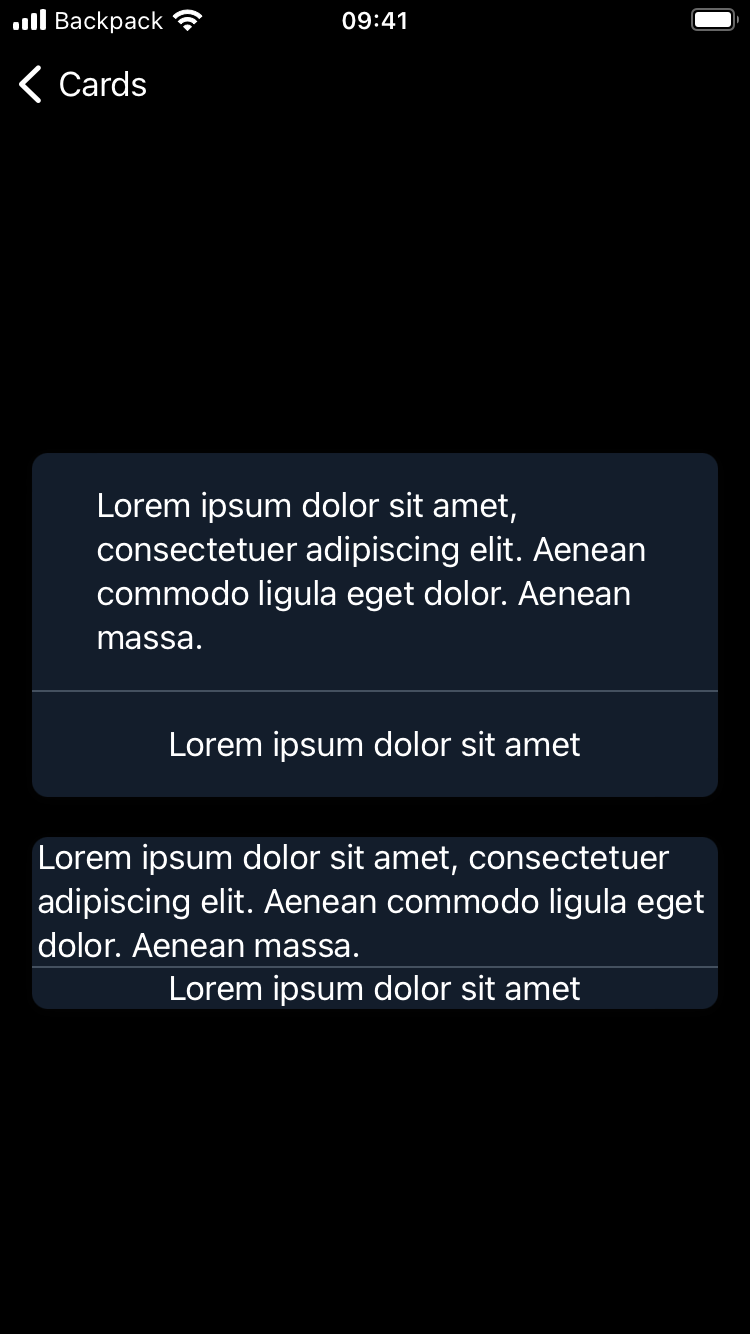 Backpack 09:41
Cards
Lorem ipsum dolor sit amet,
consectetuer adipiscing elit. Aenean
commodo ligula eget dolor. Aenean
massa.
Lorem ipsum dolor sit amet
Lorem ipsum dolor sit amet, consectetuer
adipiscing elit. Aenean commodo ligula eget
dolor. Aenean massa.
Lorem ipsum dolor sit amet